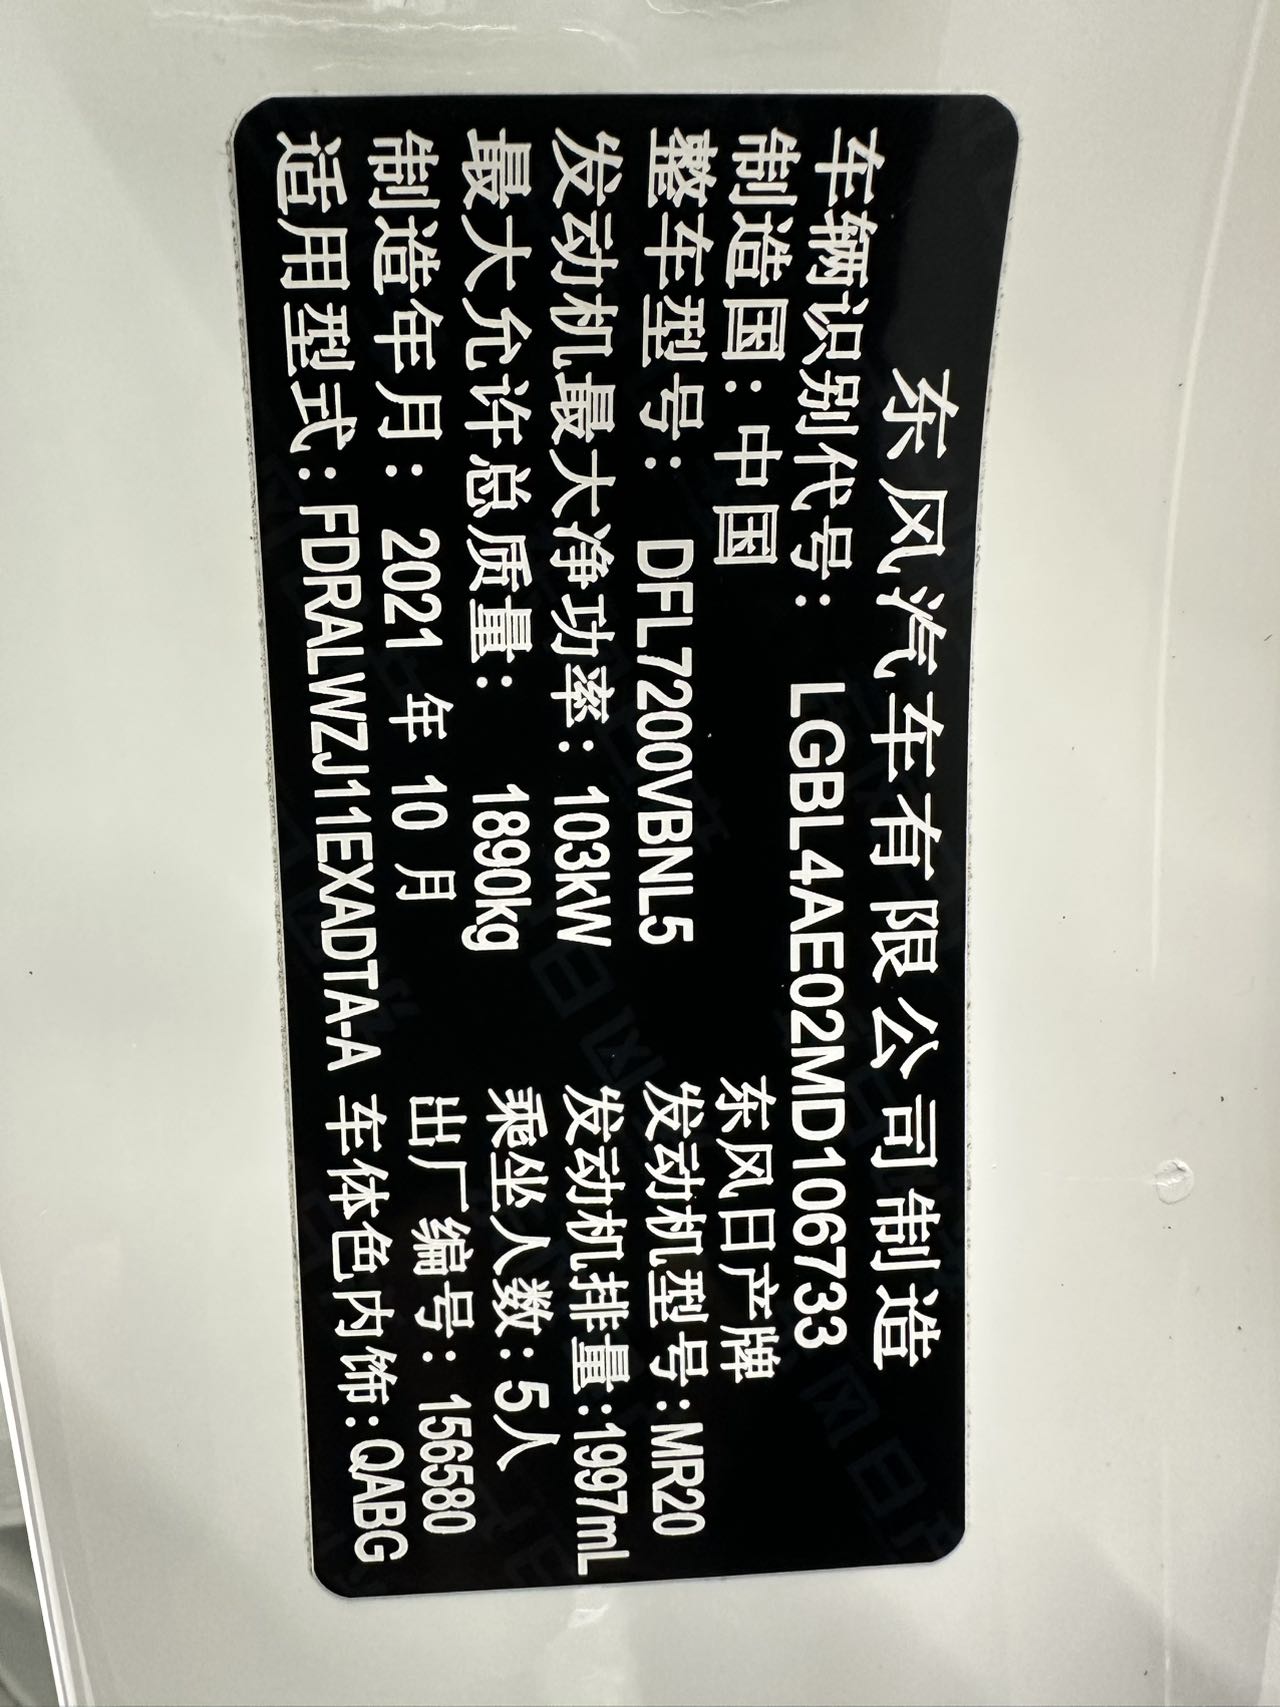 东风汽车有限公司制造
车辆识别代号: LGBL4AE02MD106733
制造国: 中国 东风日产牌
整车型号: DFL7200VBNL5 发动机型号:MR20
发动机最大净功率: 103kW 发动机排量:1997mL
最大允许总质量: 1890kg 乘坐人数:5人
制造年月: 2021 年 10 月 出厂编号: 156580
适用型式:FDRALWZJ11EXADTA-A 车体色内饰:QABG